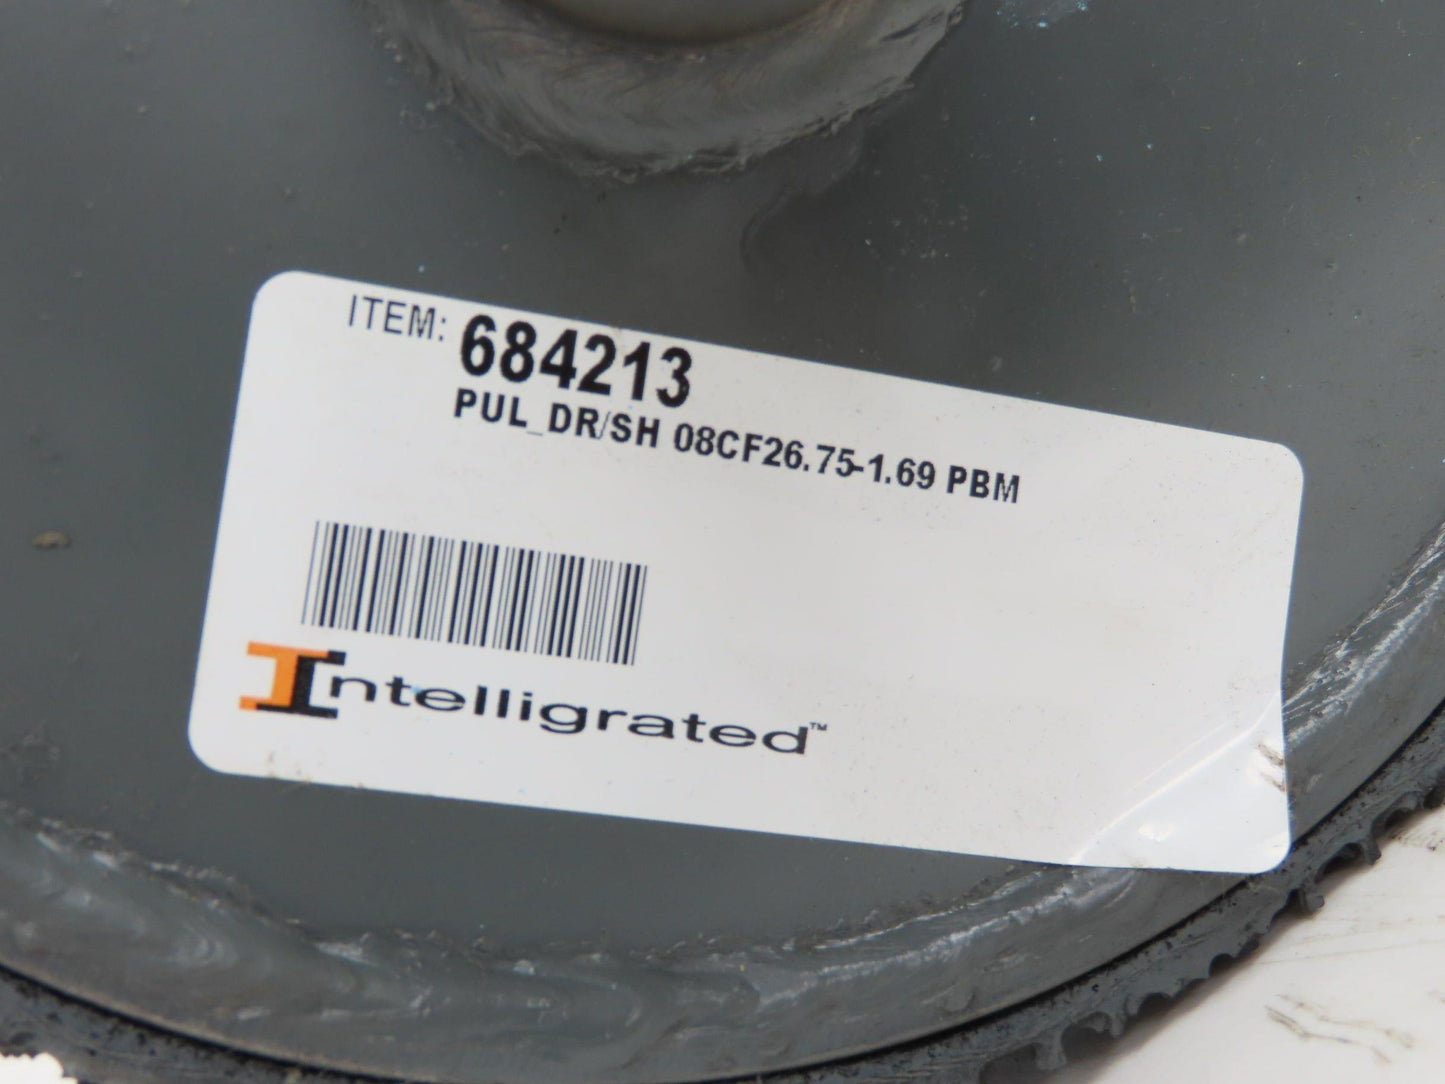 ITEM: 684213
PUL_DR/SH 08CF26.75-1.69 PBM
Intelligrated™